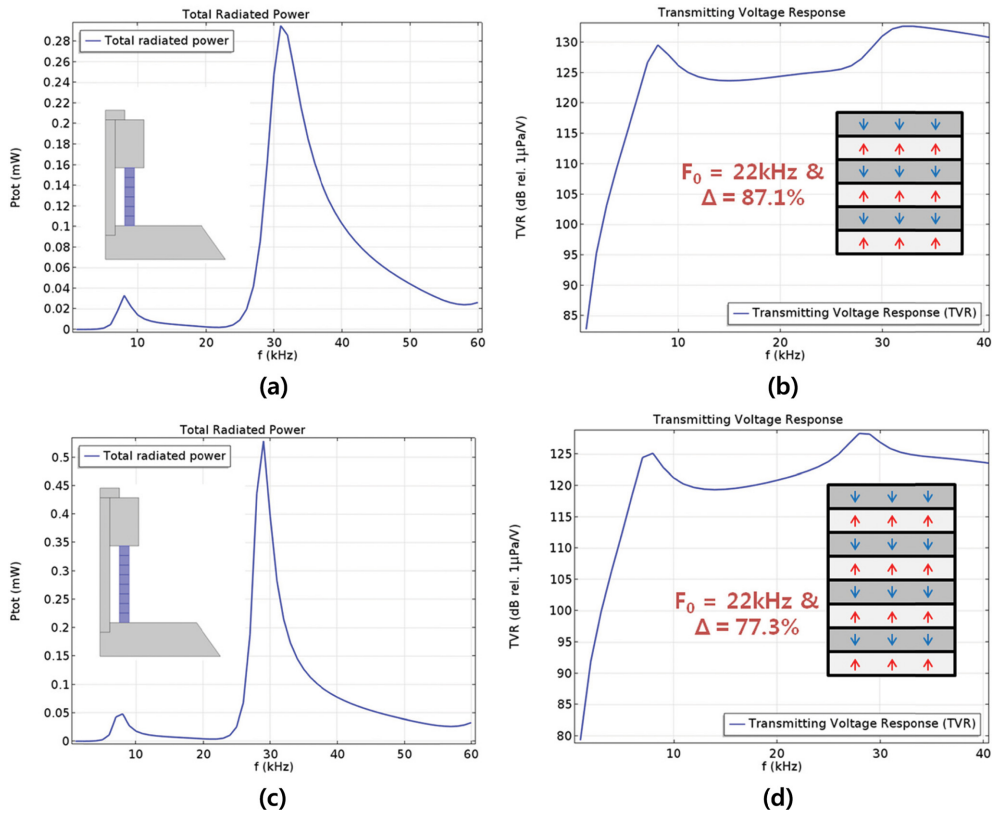 Total Radiated Power
Total radiated power
Ptot (mW)
0.28
0.26
0.24
0.22
0.2
0.18
0.16
0.14
0.12
0.1
0.08
0.06
0.04
0.02
0
0 10 20 30 40 50 60
f (kHz)
(a)
Transmitting Voltage Response
TVR (dB rel. 1μPa/V)
130
125
120
115
110
105
100
95
90
85
F₀ = 22kHz &
Δ = 87.1%
Transmitting Voltage Response (TVR)
10 20 30 40
f (kHz)
(b)
Total Radiated Power
Total radiated power
Ptot (mW)
0.5
0.45
0.4
0.35
0.3
0.25
0.2
0.15
0.1
0.05
0
0 10 20 30 40 50 60
f (kHz)
(c)
Transmitting Voltage Response
TVR (dB rel. 1μPa/V)
125
120
115
110
105
100
95
90
85
80
F₀ = 22kHz &
Δ = 77.3%
Transmitting Voltage Response (TVR)
10 20 30 40
f (kHz)
(d)